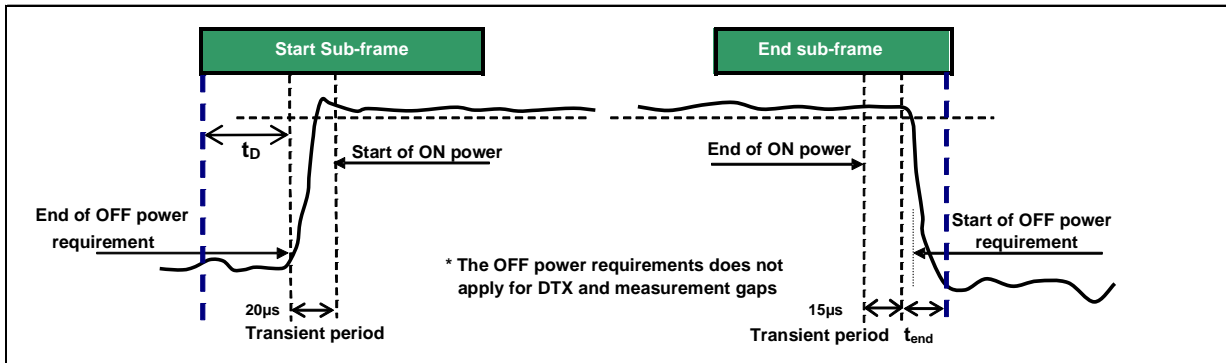 Start Sub-frame
End sub-frame
tD
Start of ON power
End of ON power
End of OFF power
requirement
Start of OFF power
requirement
* The OFF power requirements does not
apply for DTX and measurement gaps
20µs
Transient period
15µs
Transient period
tend